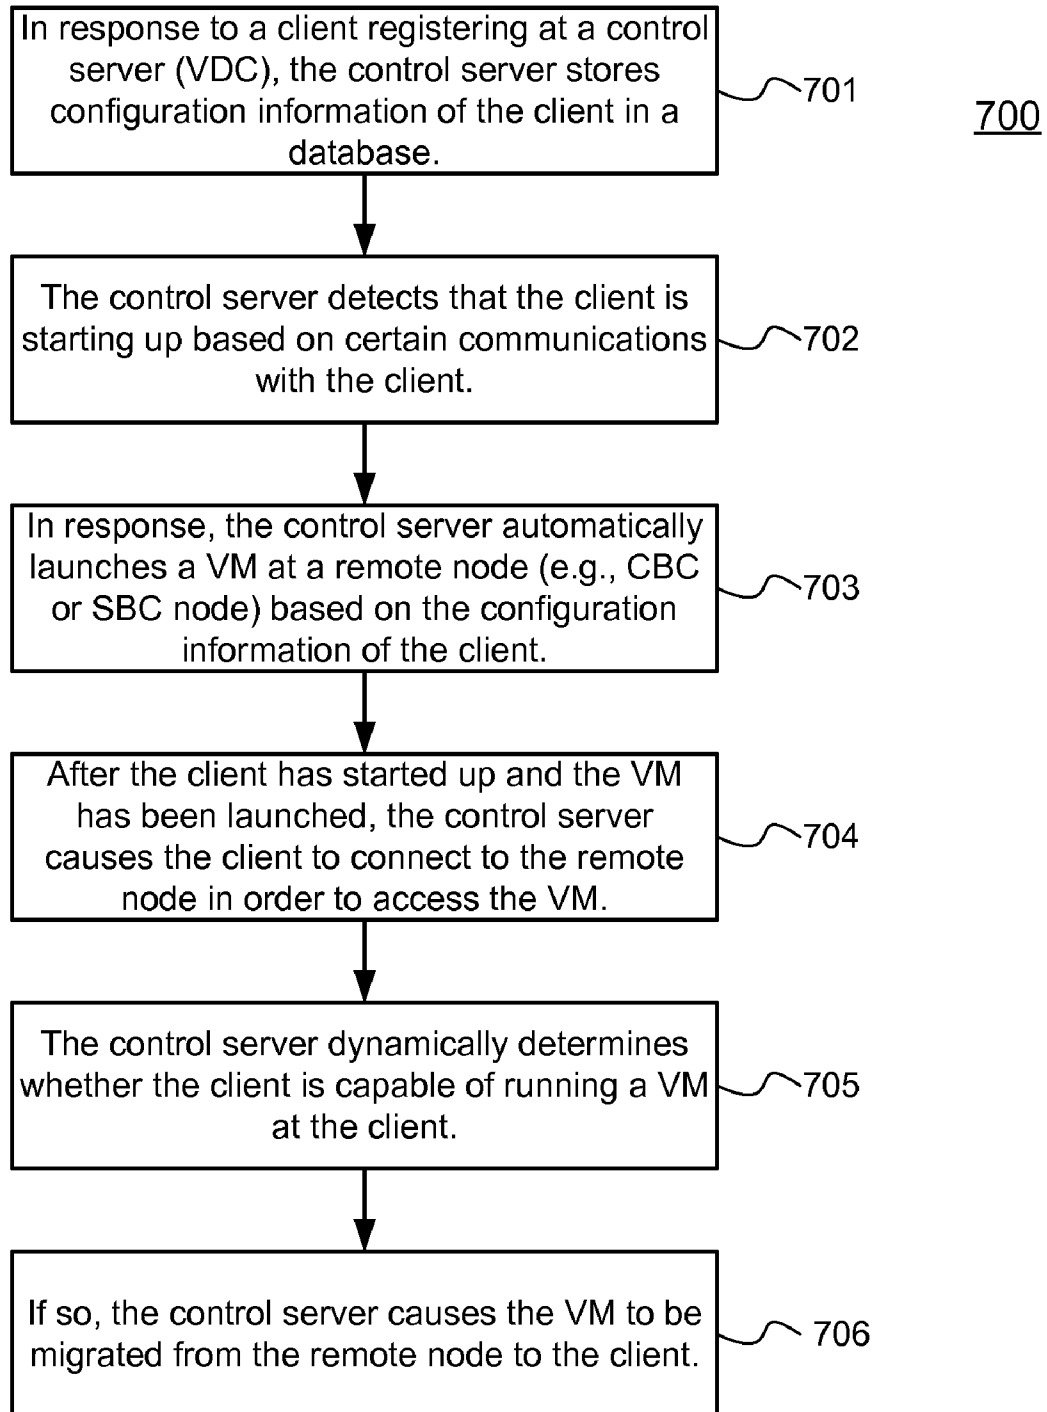 In response to a client registering at a control
server (VDC), the control server stores
configuration information of the client in a
database.
701
700
The control server detects that the client is
starting up based on certain communications
with the client.
702
In response, the control server automatically
launches a VM at a remote node (e.g., CBC
or SBC node) based on the configuration
information of the client.
703
After the client has started up and the VM
has been launched, the control server
causes the client to connect to the remote
node in order to access the VM.
704
The control server dynamically determines
whether the client is capable of running a VM
at the client.
705
If so, the control server causes the VM to be
migrated from the remote node to the client.
706